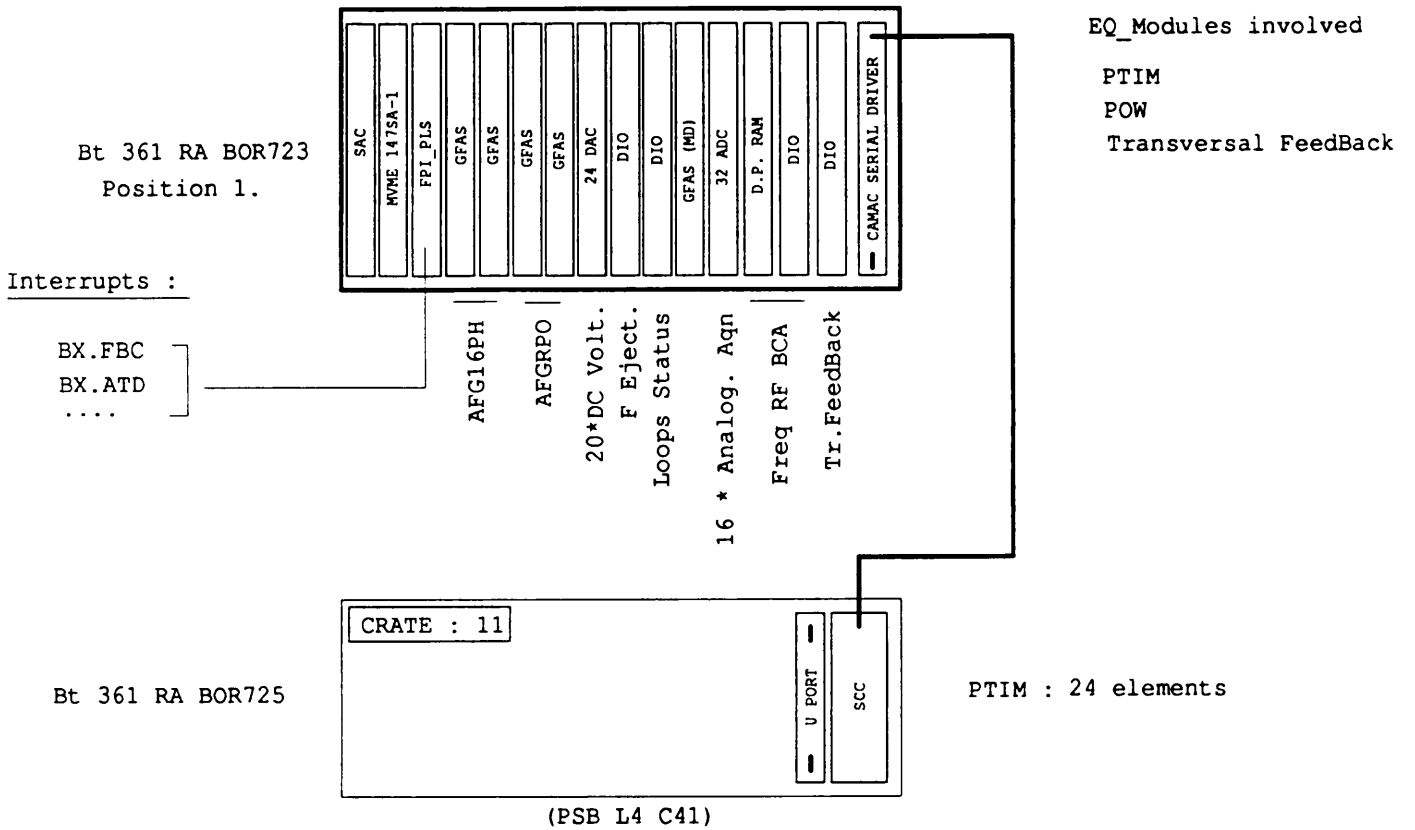 EQ_Modules involved
PTIM
POW
Transversal FeedBack
Bt 361 RA BOR723
Position 1.
SAC
MVME 147SA-1
FPI_PLS
GFAS
GFAS
GFAS
GFAS
24 DAC
DIO
DIO
GFAS (MD)
32 ADC
D.P. RAM
DIO
DIO
CAMAC SERIAL DRIVER
Interrupts :
BX.FBC
BX.ATD
....
AFG16PH
AFGRPO
20*DC Volt.
F Eject.
Loops Status
16 * Analog. Aqn
Freq RF BCA
Tr.FeedBack
CRATE : 11
U PORT
SCC
Bt 361 RA BOR725
PTIM : 24 elements
(PSB L4 C41)